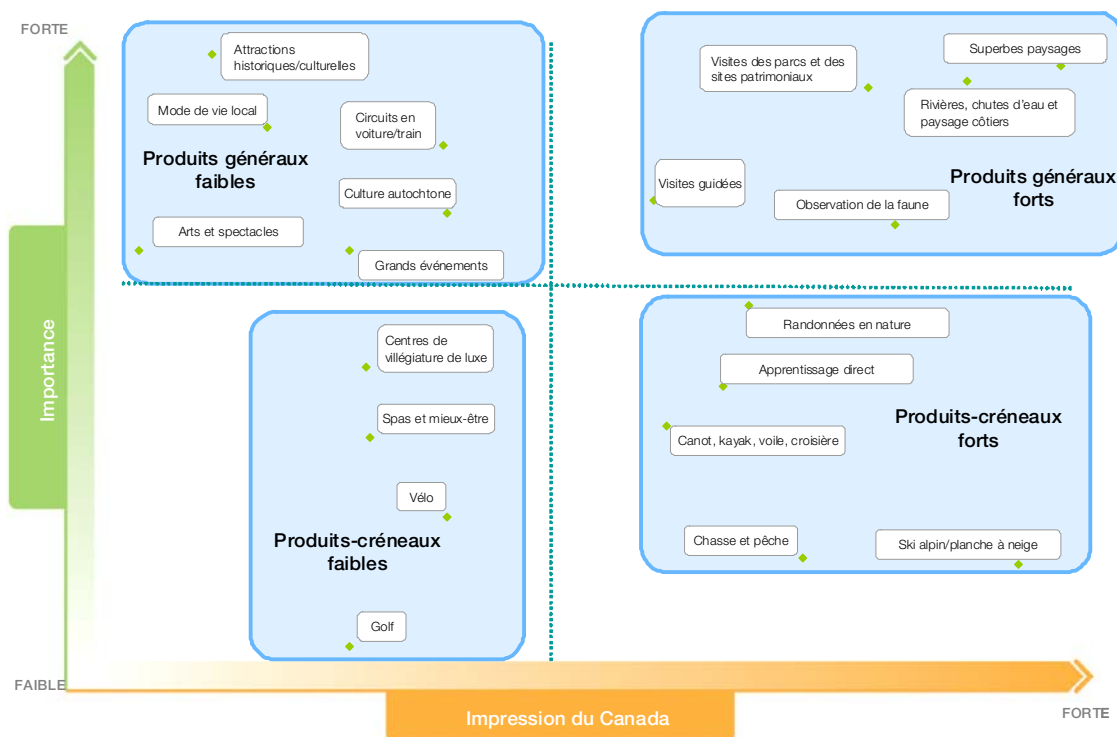 FORTE
Attractions
historiques/culturelles
Mode de vie local
Circuits en
voiture/train
Produits généraux
faibles
Culture autochtone
Arts et spectacles
Grands événements
Superbes paysages
Visites des parcs et des
sites patrimoniaux
Rivières, chutes d'eau et
paysage côtiers
Visites guidées
Produits généraux
forts
Observation de la faune
Importance
Centres de
villégiature de luxe
Spas et mieux-être
Vélo
Produits-créneaux
faibles
Golf
Randonnées en nature
Apprentissage direct
Produits-créneaux
forts
Canot, kayak, voile, croisière
Chasse et pêche
Ski alpin/planche à neige
FAIBLE
Impression du Canada
FORTE